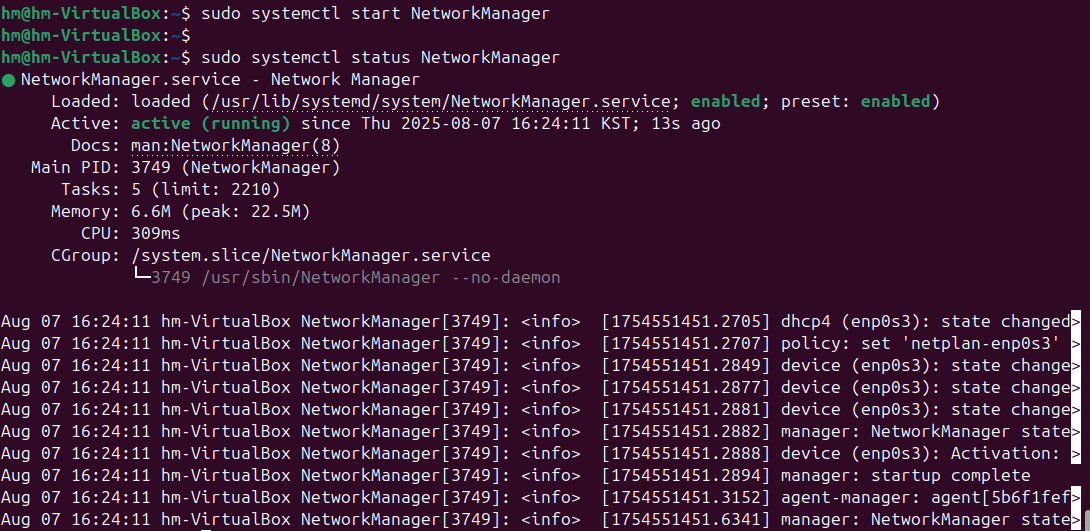 hm@hm-VirtualBox:~$ sudo systemctl start NetworkManager
hm@hm-VirtualBox:~$
hm@hm-VirtualBox:~$ sudo systemctl status NetworkManager
● NetworkManager.service - Network Manager
     Loaded: loaded (/usr/lib/systemd/system/NetworkManager.service; enabled; preset: enabled)
     Active: active (running) since Thu 2025-08-07 16:24:11 KST; 13s ago
       Docs: man:NetworkManager(8)
   Main PID: 3749 (NetworkManager)
      Tasks: 5 (limit: 2210)
     Memory: 6.6M (peak: 22.5M)
        CPU: 309ms
     CGroup: /system.slice/NetworkManager.service
             └─3749 /usr/sbin/NetworkManager --no-daemon
Aug 07 16:24:11 hm-VirtualBox NetworkManager[3749]: <info>  [1754551451.2705] dhcp4 (enp0s3): state changed>
Aug 07 16:24:11 hm-VirtualBox NetworkManager[3749]: <info>  [1754551451.2707] policy: set 'netplan-enp0s3' >
Aug 07 16:24:11 hm-VirtualBox NetworkManager[3749]: <info>  [1754551451.2849] device (enp0s3): state change>
Aug 07 16:24:11 hm-VirtualBox NetworkManager[3749]: <info>  [1754551451.2877] device (enp0s3): state change>
Aug 07 16:24:11 hm-VirtualBox NetworkManager[3749]: <info>  [1754551451.2881] device (enp0s3): state change>
Aug 07 16:24:11 hm-VirtualBox NetworkManager[3749]: <info>  [1754551451.2882] manager: NetworkManager state>
Aug 07 16:24:11 hm-VirtualBox NetworkManager[3749]: <info>  [1754551451.2888] device (enp0s3): Activation: >
Aug 07 16:24:11 hm-VirtualBox NetworkManager[3749]: <info>  [1754551451.2894] manager: startup complete
Aug 07 16:24:11 hm-VirtualBox NetworkManager[3749]: <info>  [1754551451.3152] agent-manager: agent[5b6f1fef>
Aug 07 16:24:11 hm-VirtualBox NetworkManager[3749]: <info>  [1754551451.6341] manager: NetworkManager state>